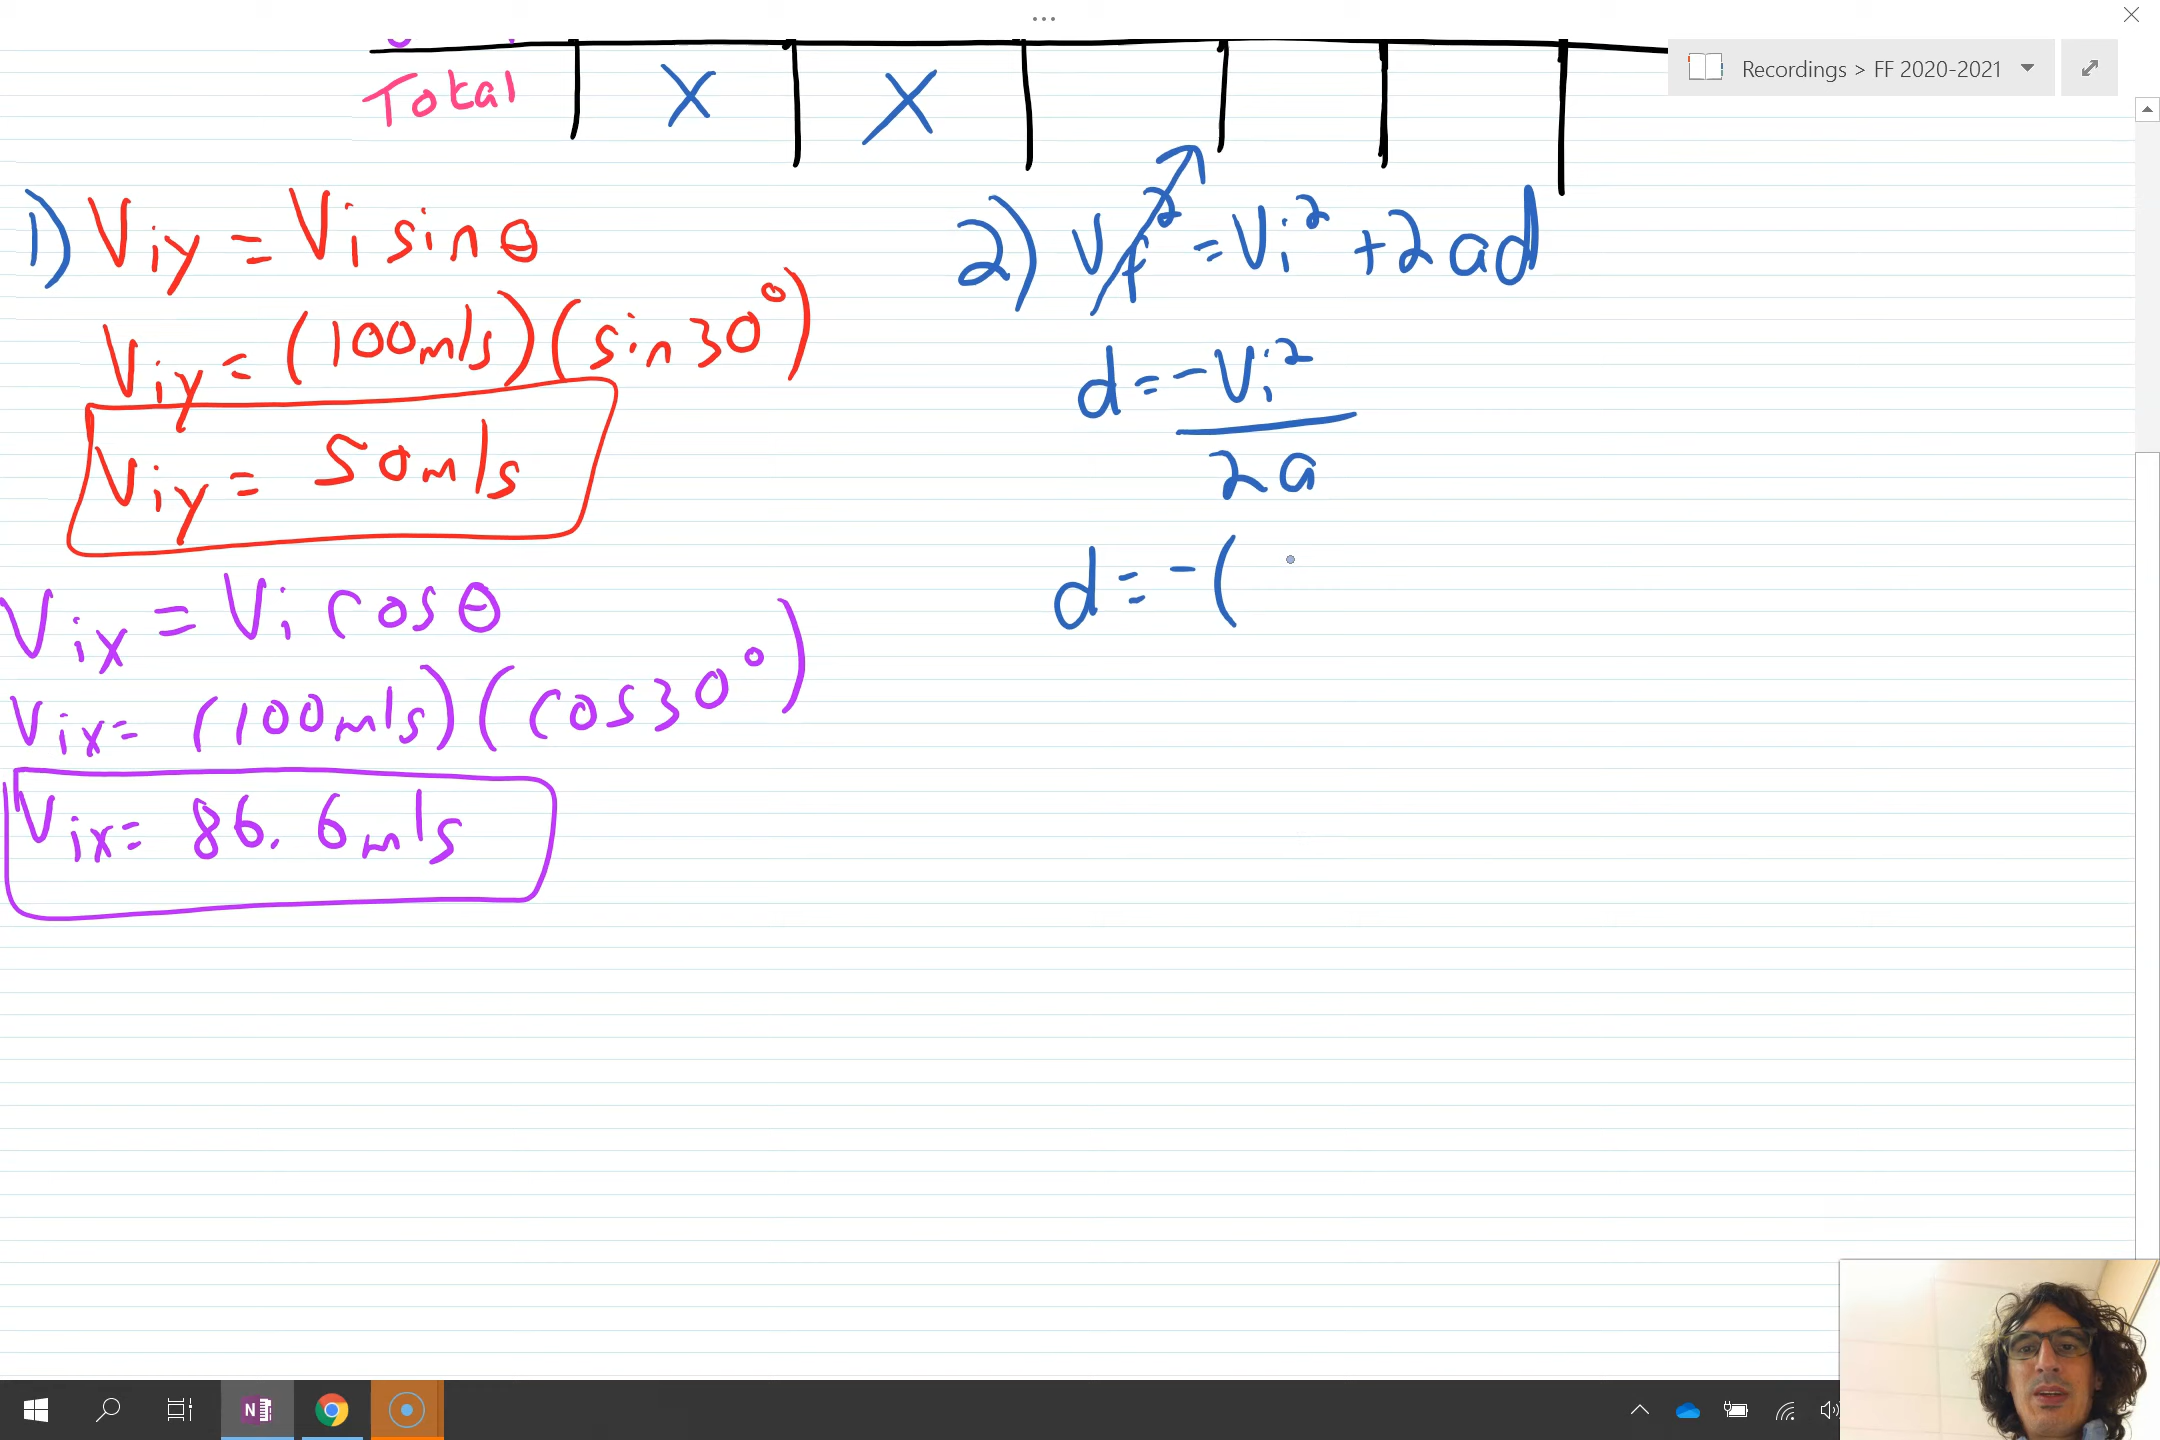 ...
Recordings > FF 2020-2021
Total X X
1) Viy = Vi sinθ
Viy = (100m/s)(sin30°)
Viy = 50m/s
Vix = Vi cosθ
Vix = (100m/s)(cos30°)
Vix = 86.6m/s
2) Vf² = Vi² + 2ad
d = -Vi²
2a
d = -(
N